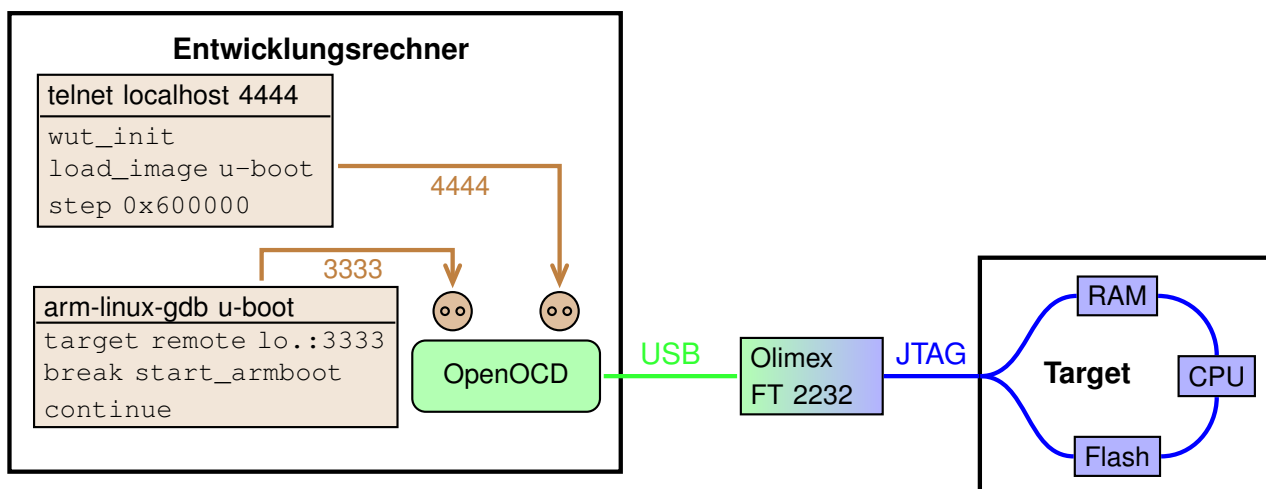 Entwicklungsrechner
telnet localhost 4444
wut_init
load_image u-boot
step 0x600000
4444
3333
arm-linux-gdb u-boot
target remote lo.:3333
break start_armboot
continue
OpenOCD
USB
Olimex
FT 2232
JTAG
RAM
Target
CPU
Flash